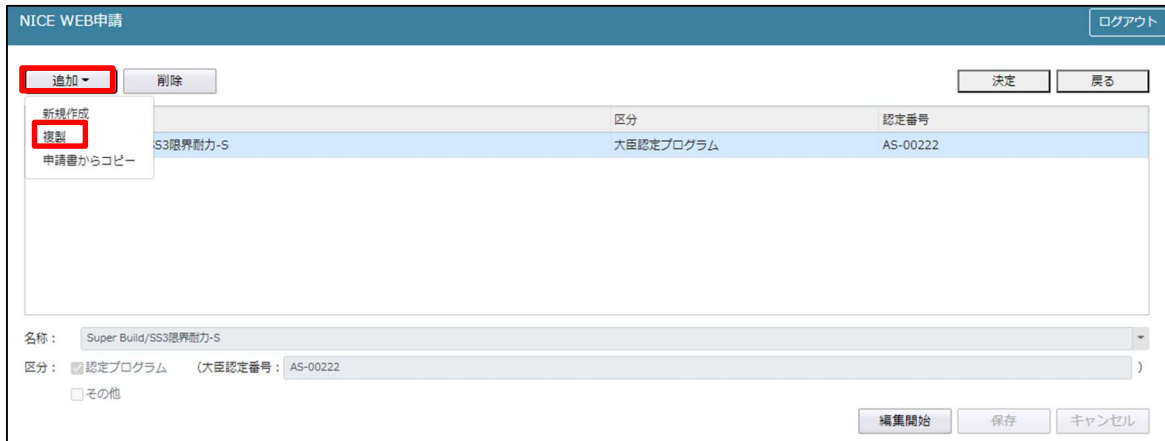 NICE WEB申請 ログアウト
追加 削除 決定 戻る
新規作成
複製
申請書からコピー
区分 認定番号
SS3限界耐力-S 大臣認定プログラム AS-00222
名称： Super Build/SS3限界耐力-S
区分： 認定プログラム （大臣認定番号： AS-00222 ）
その他
編集開始 保存 キャンセル